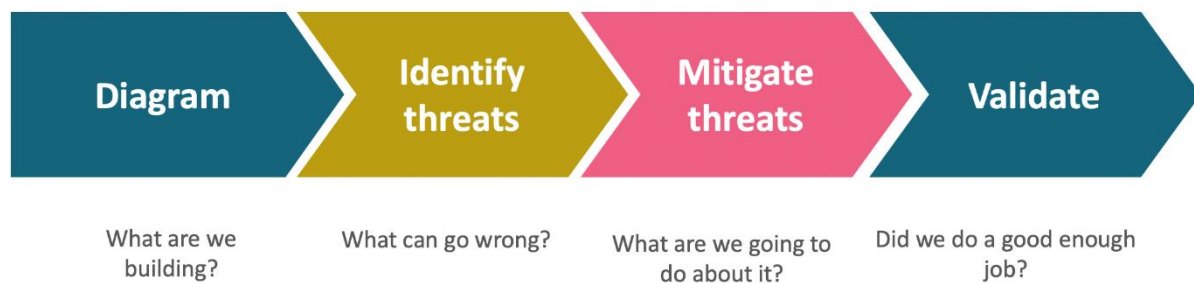 Diagram
Identify
threats
Mitigate
threats
Validate
What are we
building?
What can go wrong?
What are we going to
do about it?
Did we do a good enough
job?